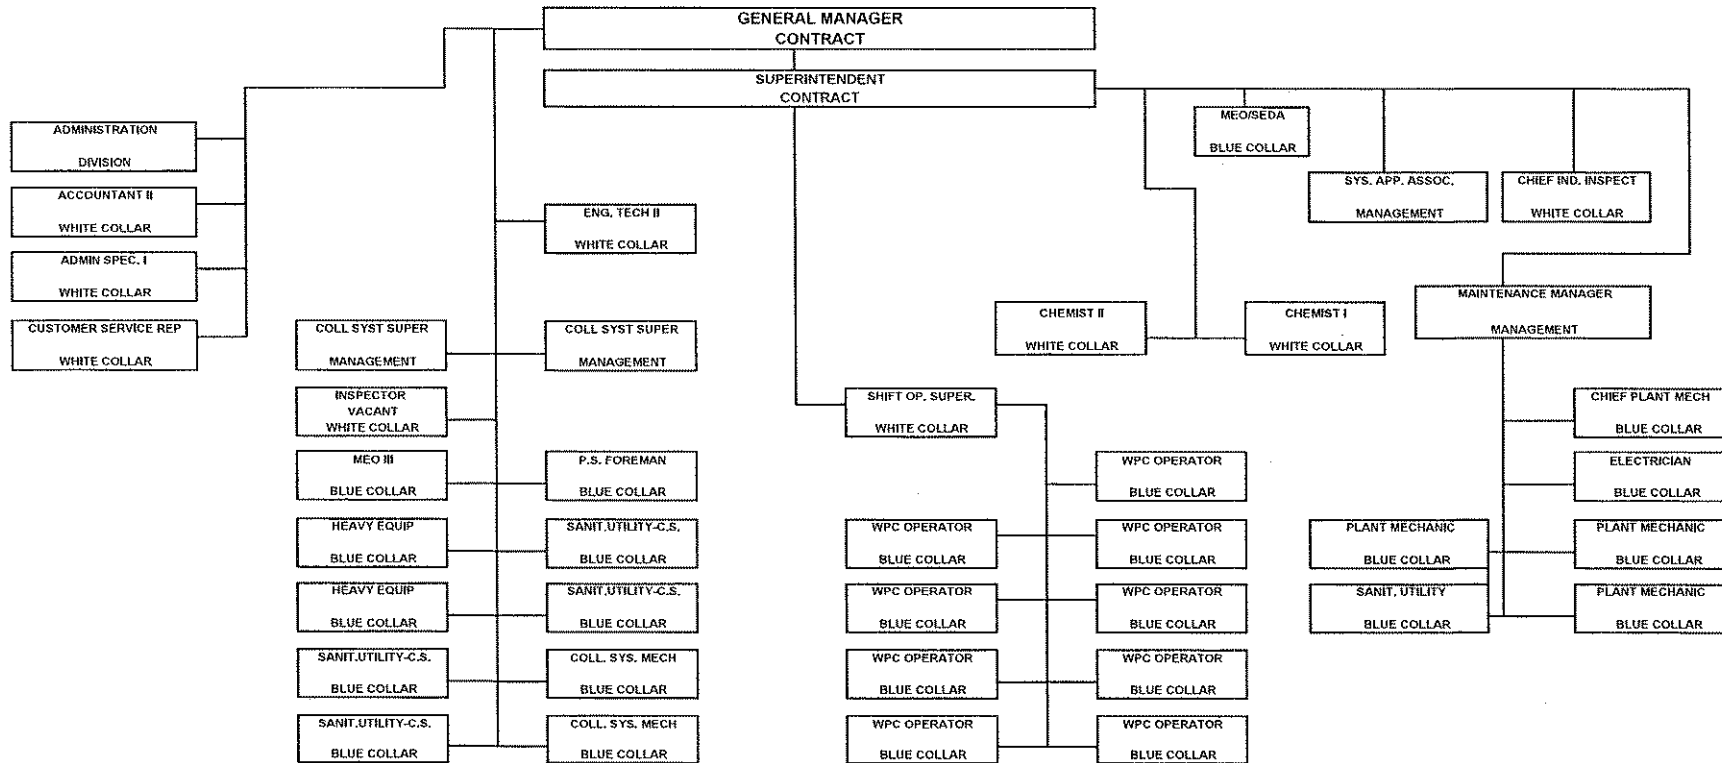 GENERAL MANAGER
CONTRACT
SUPERINTENDENT
CONTRACT
ADMINISTRATION
DIVISION
ACCOUNTANT II
WHITE COLLAR
ADMIN SPEC. I
WHITE COLLAR
CUSTOMER SERVICE REP
WHITE COLLAR
ENG. TECH II
WHITE COLLAR
COLL SYST SUPER
MANAGEMENT
COLL SYST SUPER
MANAGEMENT
INSPECTOR
VACANT
WHITE COLLAR
MEO III
BLUE COLLAR
P.S. FOREMAN
BLUE COLLAR
HEAVY EQUIP
BLUE COLLAR
SANIT.UTILITY-C.S.
BLUE COLLAR
HEAVY EQUIP
BLUE COLLAR
SANIT.UTILITY-C.S.
BLUE COLLAR
SANIT.UTILITY-C.S.
BLUE COLLAR
COLL. SYS. MECH
BLUE COLLAR
SANIT.UTILITY-C.S.
BLUE COLLAR
COLL. SYS. MECH
BLUE COLLAR
SHIFT OP. SUPER.
WHITE COLLAR
WPC OPERATOR
BLUE COLLAR
WPC OPERATOR
BLUE COLLAR
WPC OPERATOR
BLUE COLLAR
WPC OPERATOR
BLUE COLLAR
WPC OPERATOR
BLUE COLLAR
WPC OPERATOR
BLUE COLLAR
WPC OPERATOR
BLUE COLLAR
WPC OPERATOR
BLUE COLLAR
WPC OPERATOR
BLUE COLLAR
CHEMIST II
WHITE COLLAR
CHEMIST I
WHITE COLLAR
MEO/SEDA
BLUE COLLAR
SYS. APP. ASSOC.
MANAGEMENT
CHIEF IND. INSPECT
WHITE COLLAR
MAINTENANCE MANAGER
MANAGEMENT
CHIEF PLANT MECH
BLUE COLLAR
ELECTRICIAN
BLUE COLLAR
PLANT MECHANIC
BLUE COLLAR
PLANT MECHANIC
BLUE COLLAR
SANIT. UTILITY
BLUE COLLAR
PLANT MECHANIC
BLUE COLLAR